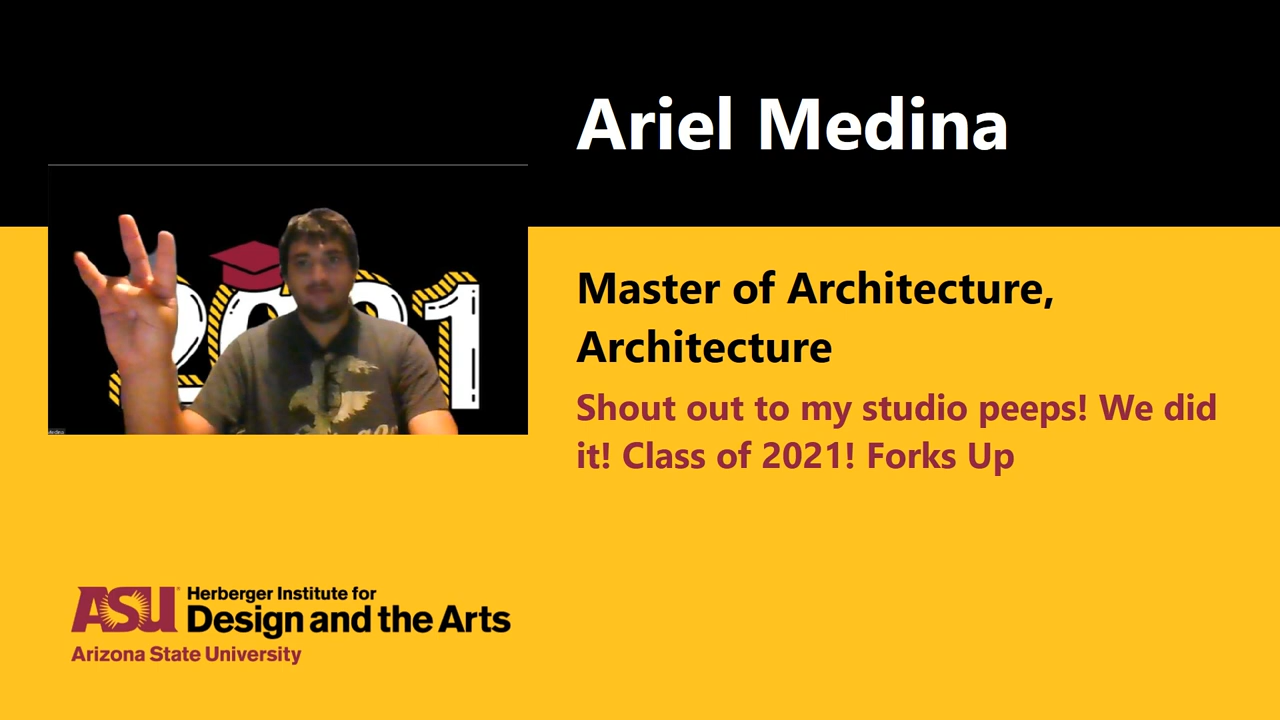 Ariel Medina
2021
Master of Architecture,
Architecture
Shout out to my studio peeps! We did
it! Class of 2021! Forks Up
ASU Herberger Institute for
Design and the Arts
Arizona State University